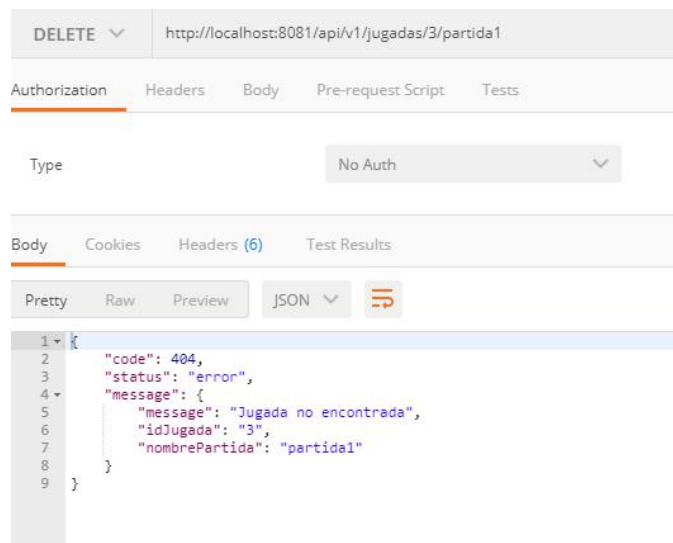 DELETE http://localhost:8081/api/v1/jugadas/3/partida1
Authorization Headers Body Pre-request Script Tests
Type No Auth
Body Cookies Headers (6) Test Results
Pretty Raw Preview JSON
1 {
2 "code": 404,
3 "status": "error",
4 "message": {
5 "message": "Jugada no encontrada",
6 "idJugada": "3",
7 "nombrePartida": "partida1"
8 }
9 }